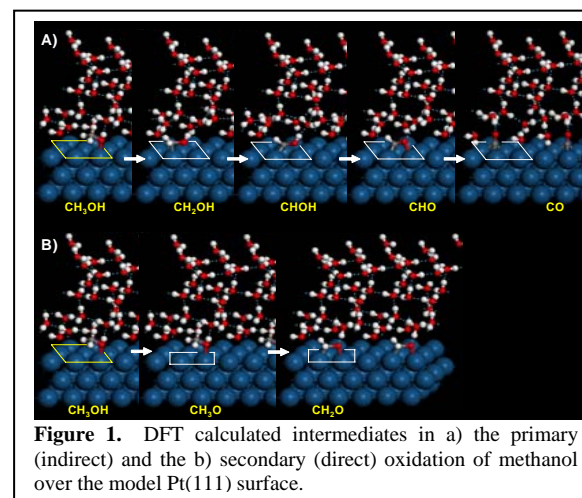 A)
CH3OH CH2OH CHOH CHO CO
B)
CH3OH CH3O CH2O
Figure 1. DFT calculated intermediates in a) the primary
(indirect) and the b) secondary (direct) oxidation of methanol
over the model Pt(111) surface.